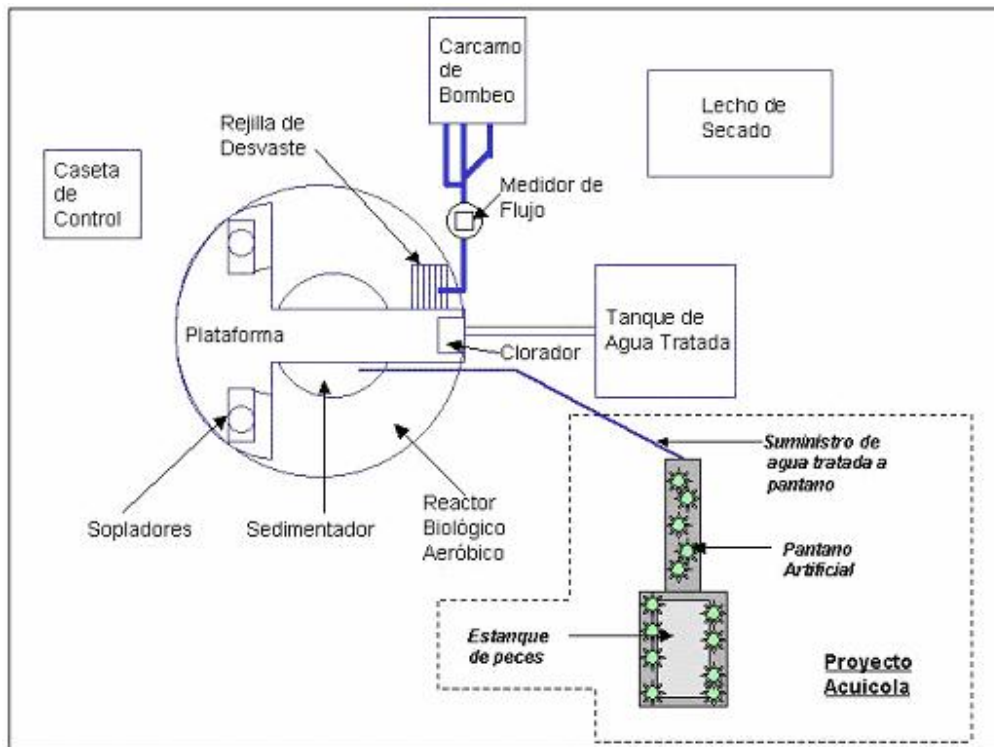 Carcamo
de
Bombeo
Lecho de
Secado
Rejilla de
Desvaste
Caseta
de
Control
Medidor de
Flujo
Plataforma
Clorador
Tanque de
Agua Tratada
Suministro de
agua tratada a
pantano
Sopladores
Sedimentador
Reactor
Biológico
Aeróbico
Pantano
Artificial
Estanque
de peces
Proyecto
Acuicola